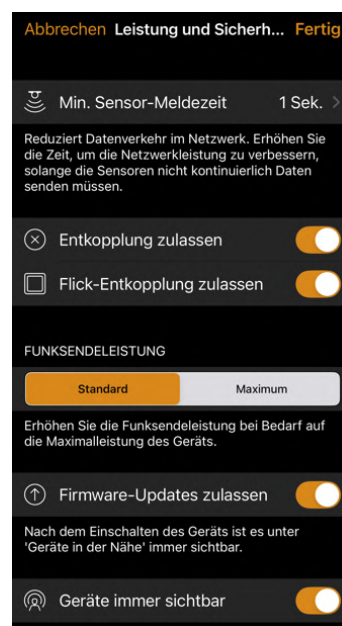 Abbrechen Leistung und Sicherh... Fertig
Min. Sensor-Meldezeit 1 Sek. >
Reduziert Datenverkehr im Netzwerk. Erhöhen Sie
die Zeit, um die Netzwerkleistung zu verbessern,
solange die Sensoren nicht kontinuierlich Daten
senden müssen.
Entkopplung zulassen
Flick-Entkopplung zulassen
FUNKSENDELEISTUNG
Standard Maximum
Erhöhen Sie die Funksendeleistung bei Bedarf auf
die Maximalleistung des Geräts.
Firmware-Updates zulassen
Nach dem Einschalten des Geräts ist es unter
'Geräte in der Nähe' immer sichtbar.
Geräte immer sichtbar